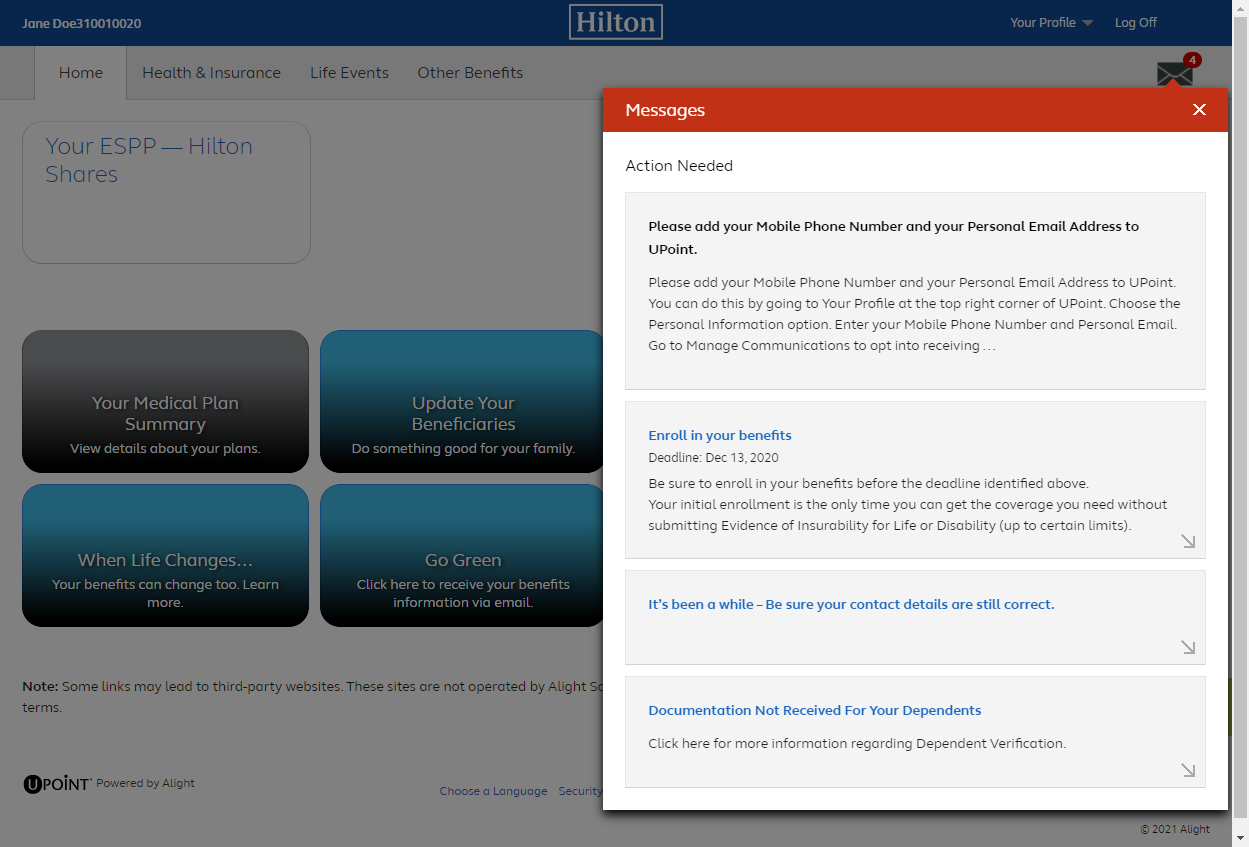 Jane Doe310010020
Hilton
Your Profile
Log Off
Home
Health & Insurance
Life Events
Other Benefits
4
Your ESPP — Hilton
Shares
Your Medical Plan
Summary
View details about your plans.
Update Your
Beneficiaries
Do something good for your family.
When Life Changes...
Your benefits can change too. Learn
more.
Go Green
Click here to receive your benefits
information via email.
Note: Some links may lead to third-party websites. These sites are not operated by Alight
terms.
UPOINT Powered by Alight
Choose a Language
Security
© 2021 Alight
Messages
Action Needed
Please add your Mobile Phone Number and your Personal Email Address to
UPoint.
Please add your Mobile Phone Number and your Personal Email Address to UPoint.
You can do this by going to Your Profile at the top right corner of UPoint. Choose the
Personal Information option. Enter your Mobile Phone Number and Personal Email.
Go to Manage Communications to opt into receiving ...
Enroll in your benefits
Deadline: Dec 13, 2020
Be sure to enroll in your benefits before the deadline identified above.
Your initial enrollment is the only time you can get the coverage you need without
submitting Evidence of Insurability for Life or Disability (up to certain limits).
It's been a while – Be sure your contact details are still correct.
Documentation Not Received For Your Dependents
Click here for more information regarding Dependent Verification.